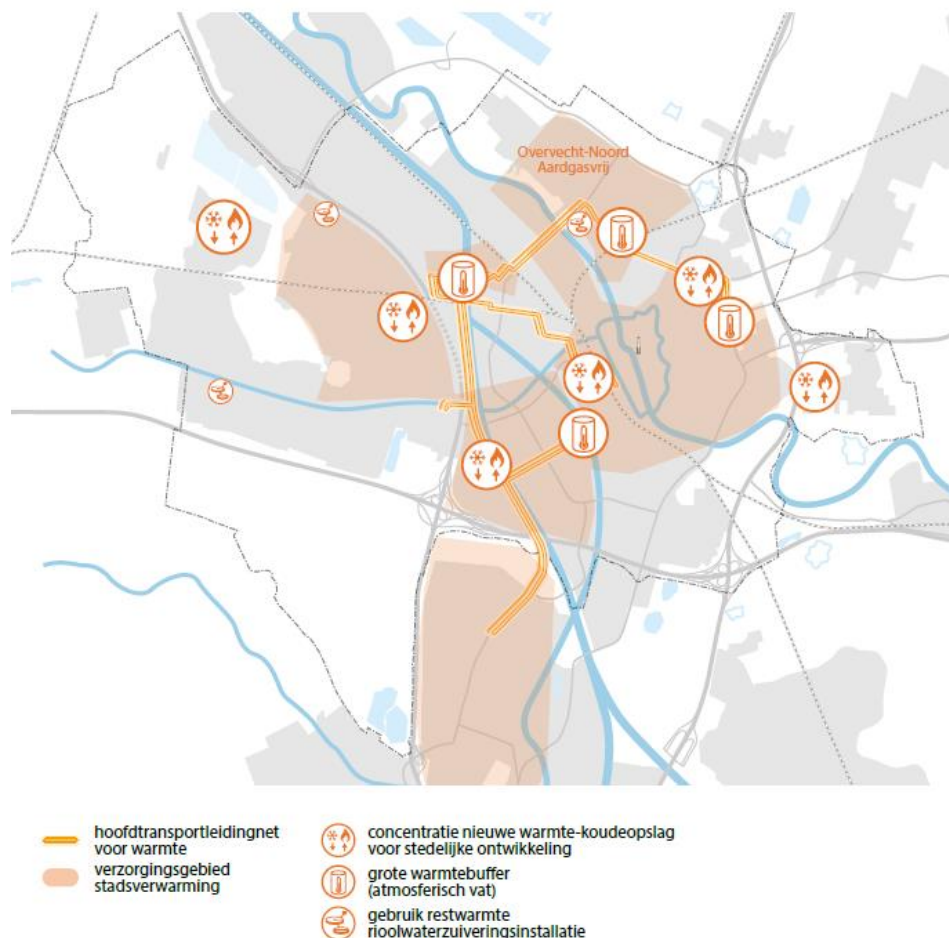 Overvecht-Noord
Aardgasvrij
hoofdtransportleidingnet
voor warmte
verzorgingsgebied
stadsverwarming
concentratie nieuwe warmte-koudeopslag
voor stedelijke ontwikkeling
grote warmtebuffer
(atmosferisch vat)
gebruik restwarmte
rioolwaterzuiveringsinstallatie